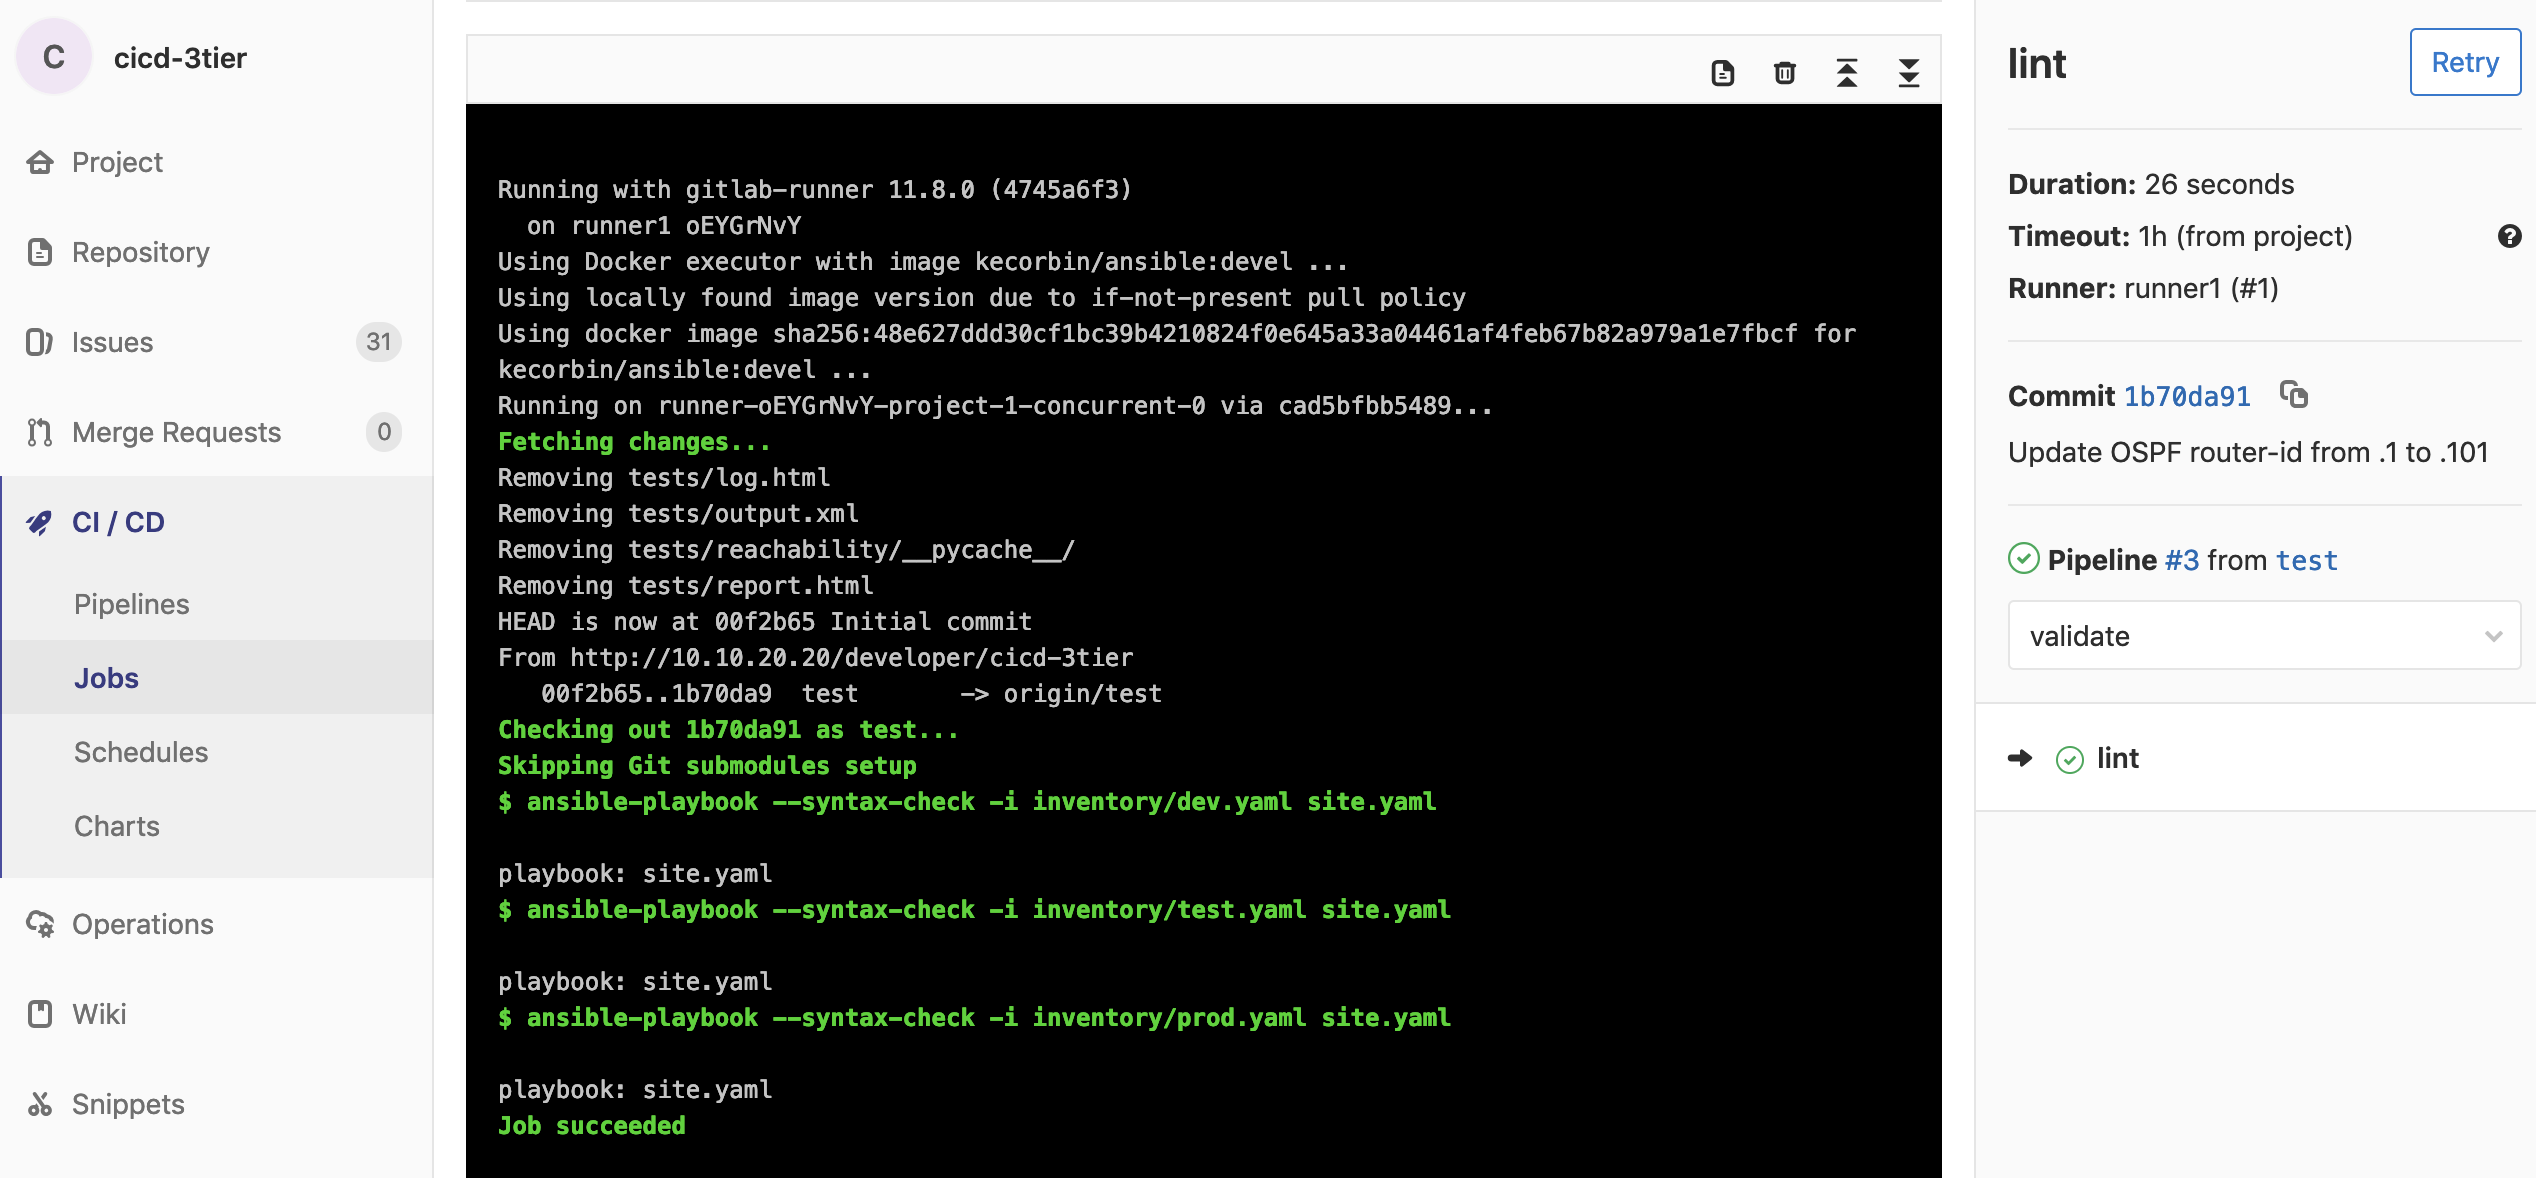 C cicd-3tier
Project
Repository
Issues 31
Merge Requests 0
CI / CD
Pipelines
Jobs
Schedules
Charts
Operations
Wiki
Snippets
Running with gitlab-runner 11.8.0 (4745a6f3)
on runner1 oEYGrNvY
Using Docker executor with image kecorbin/ansible:devel ...
Using locally found image version due to if-not-present pull policy
Using docker image sha256:48e627ddd30cf1bc39b4210824f0e645a33a04461af4feb67b82a979a1e7fbcf for
kecorbin/ansible:devel ...
Running on runner-oEYGrNvY-project-1-concurrent-0 via cad5bfbb5489...
Fetching changes...
Removing tests/log.html
Removing tests/output.xml
Removing tests/reachability/__pycache__/
Removing tests/report.html
HEAD is now at 00f2b65 Initial commit
From http://10.10.20.20/developer/cicd-3tier
00f2b65..1b70da9  test       -> origin/test
Checking out 1b70da91 as test...
Skipping Git submodules setup
$ ansible-playbook --syntax-check -i inventory/dev.yaml site.yaml
playbook: site.yaml
$ ansible-playbook --syntax-check -i inventory/test.yaml site.yaml
playbook: site.yaml
$ ansible-playbook --syntax-check -i inventory/prod.yaml site.yaml
playbook: site.yaml
Job succeeded
lint
Retry
Duration: 26 seconds
Timeout: 1h (from project) ?
Runner: runner1 (#1)
Commit 1b70da91
Update OSPF router-id from .1 to .101
Pipeline #3 from test
validate
lint